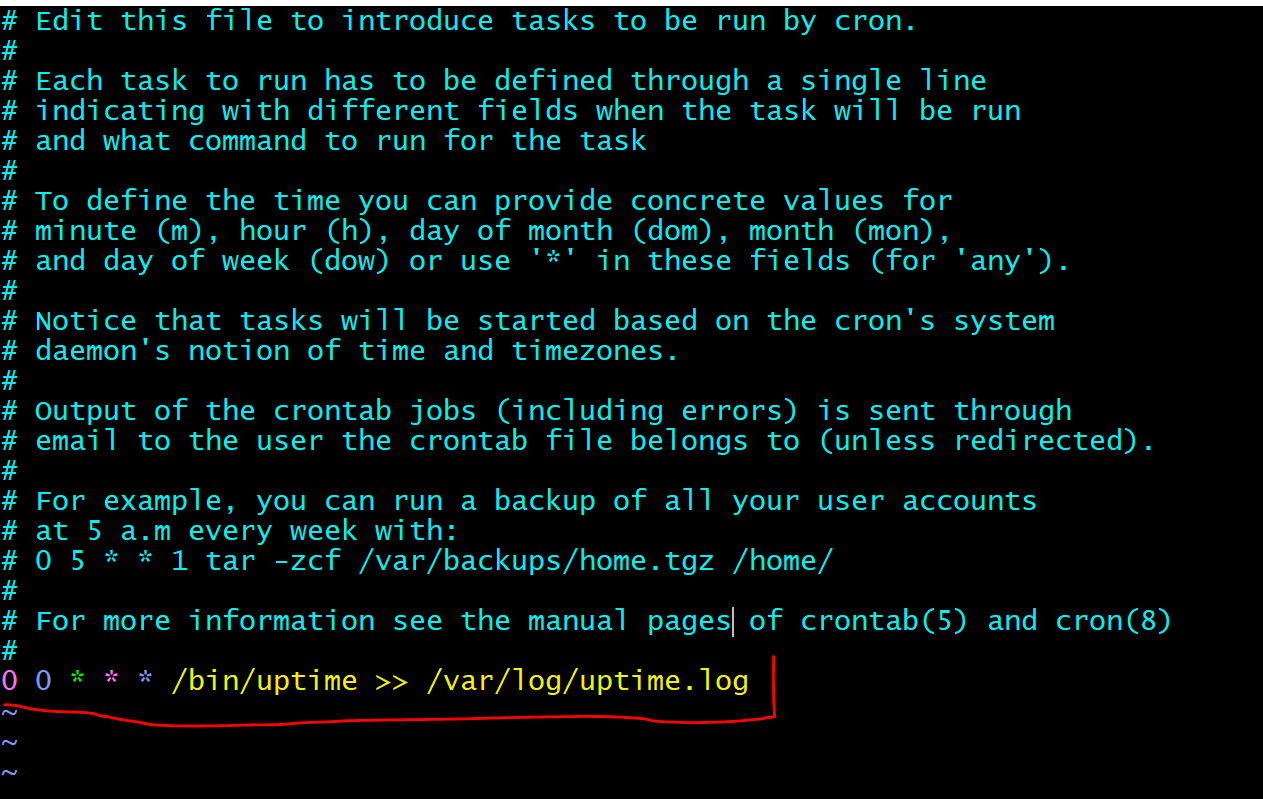 # Edit this file to introduce tasks to be run by cron.
#
# Each task to run has to be defined through a single line
# indicating with different fields when the task will be run
# and what command to run for the task
#
# To define the time you can provide concrete values for
# minute (m), hour (h), day of month (dom), month (mon),
# and day of week (dow) or use '*' in these fields (for 'any').
#
# Notice that tasks will be started based on the cron's system
# daemon's notion of time and timezones.
#
# Output of the crontab jobs (including errors) is sent through
# email to the user the crontab file belongs to (unless redirected).
#
# For example, you can run a backup of all your user accounts
# at 5 a.m every week with:
# 0 5 * * 1 tar -zcf /var/backups/home.tgz /home/
#
# For more information see the manual pages of crontab(5) and cron(8)
#
0 0 * * * /bin/uptime >> /var/log/uptime.log
~
~
~